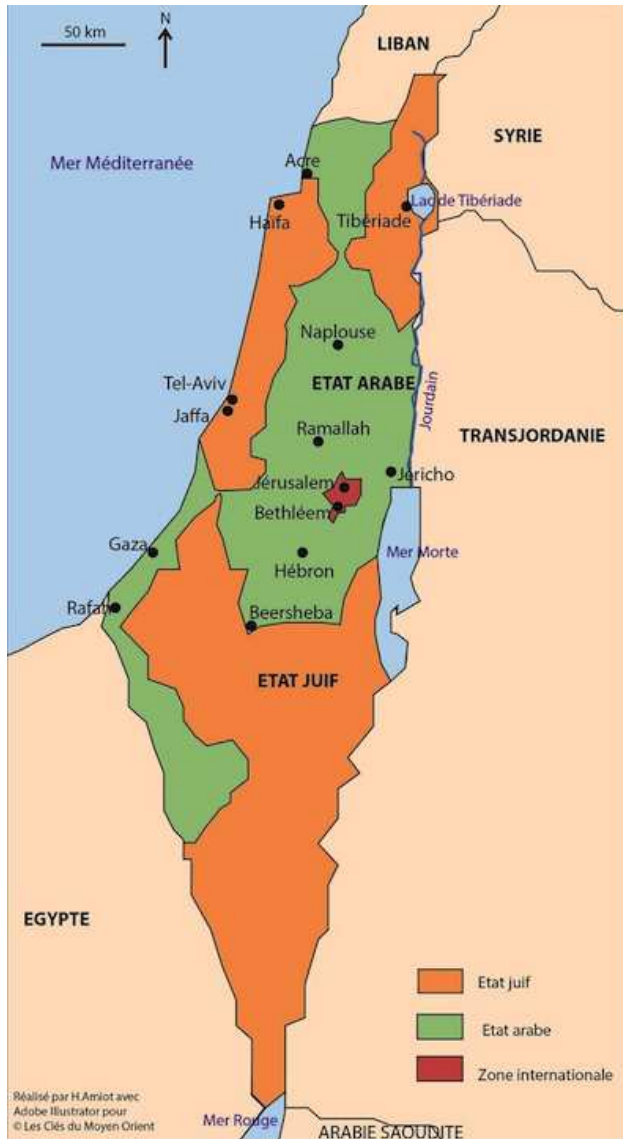 50 km
N
LIBAN
SYRIE
Mer Méditerranée
Acre
Haïfa
Tibériade
Lac de Tibériade
Naplouse
ETAT ARABE
Tel-Aviv
Jaffa
Jourdain
Ramallah
TRANSJORDANIE
Jéricho
Jérusalem
Bethléem
Gaza
Mer Morte
Hébron
Rafah
Beersheba
ETAT JUIF
EGYPTE
Etat juif
Etat arabe
Zone internationale
Réalisé par H.Amiot avec
Adobe Illustrator pour
© Les Clés du Moyen Orient
Mer Rouge
ARABIE SAOUDITE